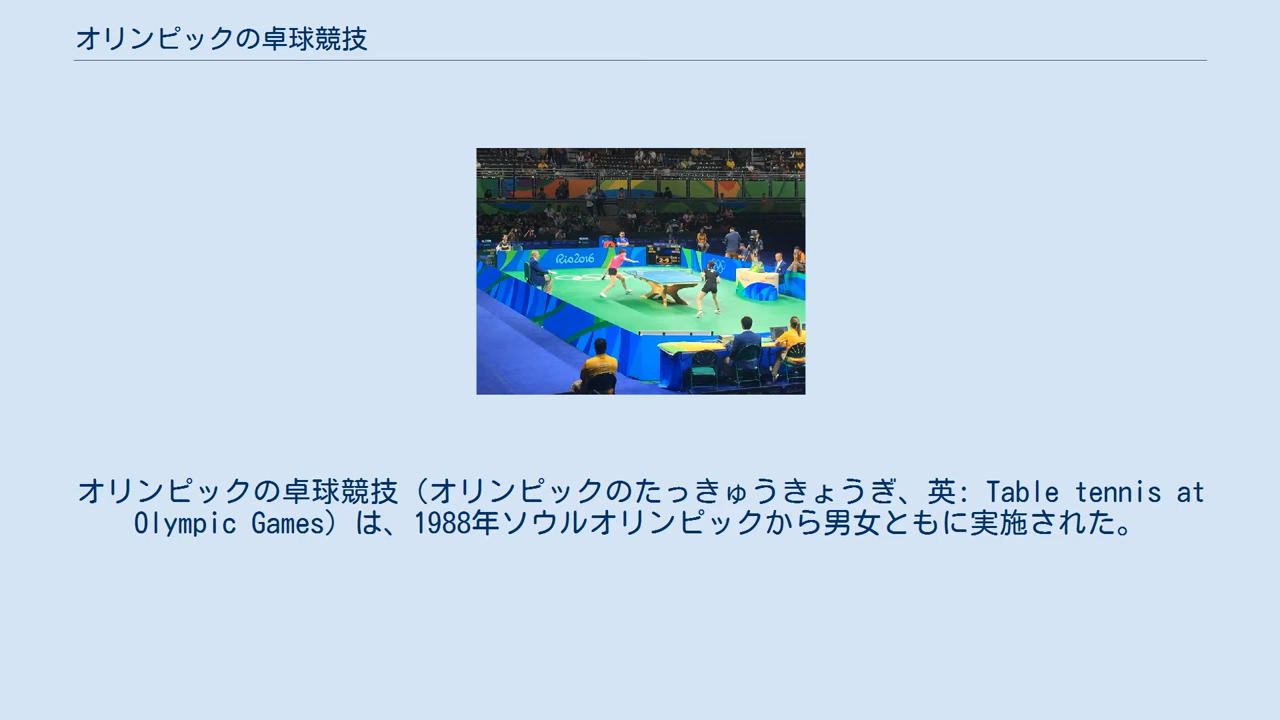 オリンピックの卓球競技
Rio2016
オリンピックの卓球競技（オリンピックのたっきゅうきょうぎ、英: Table tennis at
Olympic Games）は、1988年ソウルオリンピックから男女ともに実施された。